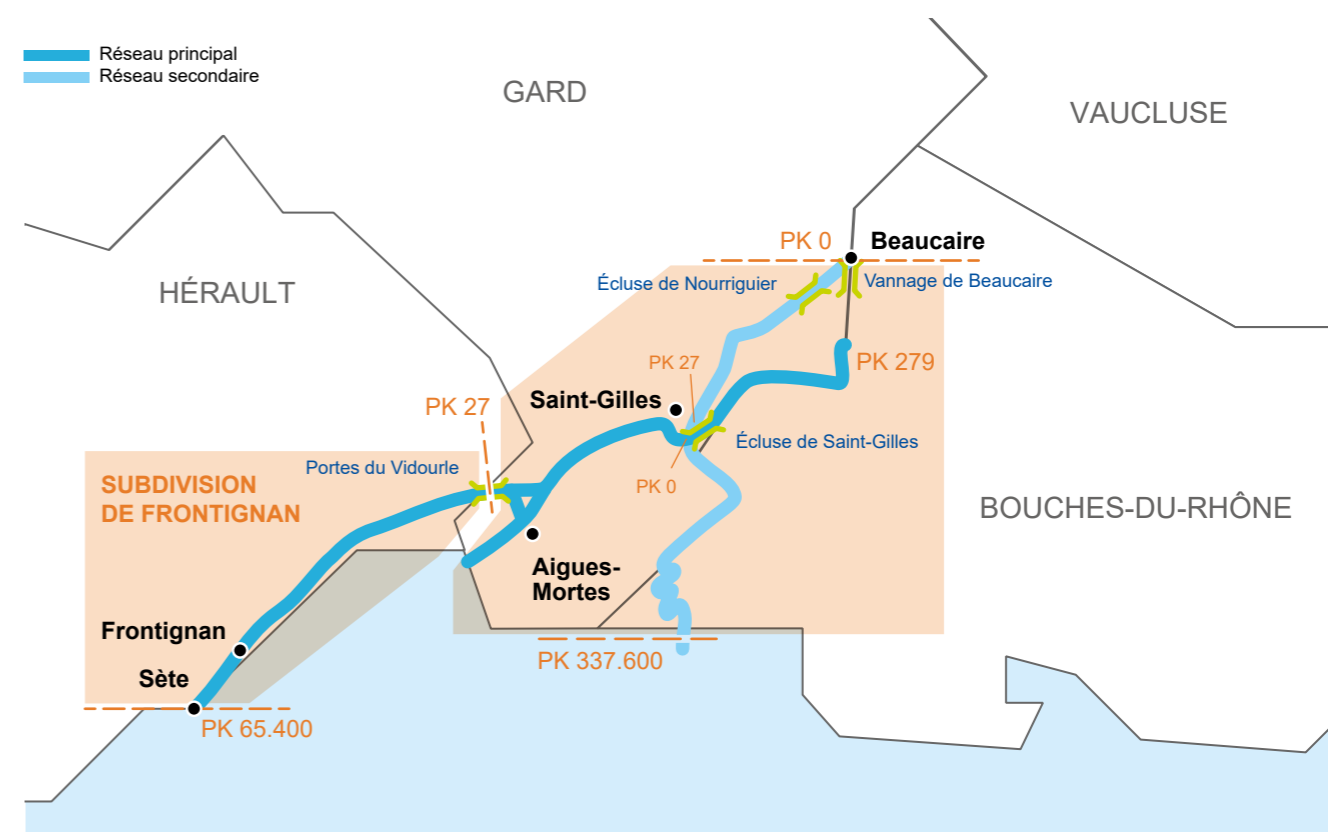 Réseau principal
Réseau secondaire
GARD
VAUCLUSE
HÉRAULT
PK 0
Beaucaire
Écluse de Nourriguier
Vannage de Beaucaire
PK 27
PK 279
Saint-Gilles
PK 27
Écluse de Saint-Gilles
Portes du Vidourle
PK 0
SUBDIVISION
DE FRONTIGNAN
BOUCHES-DU-RHÔNE
Aigues-
Mortes
Frontignan
PK 337.600
Sète
PK 65.400